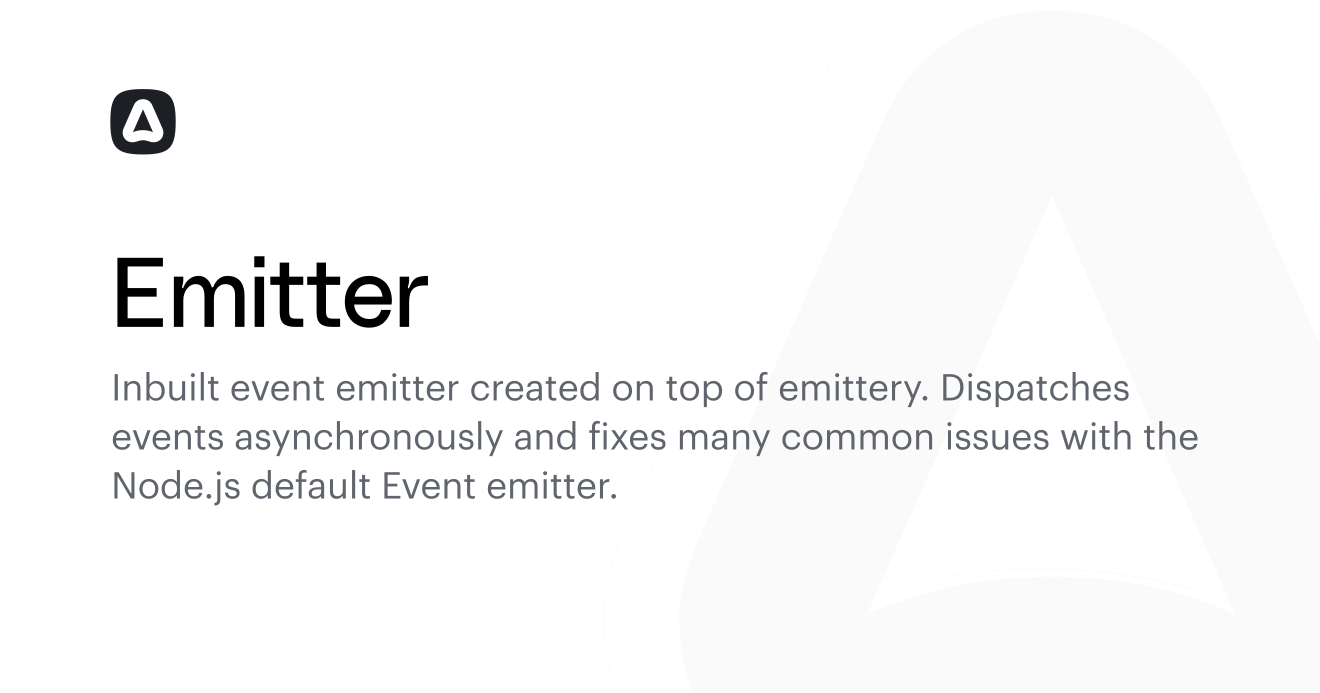 Emitter
Inbuilt event emitter created on top of emittery. Dispatches
events asynchronously and fixes many common issues with the
Node.js default Event emitter.